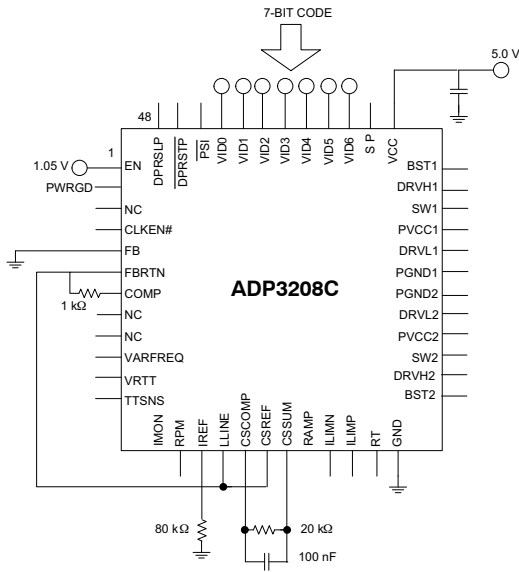 7-BIT CODE
5.0 V
48
DPRSLP
DPRSTP
PSI
VID0
VID1
VID2
VID3
VID4
VID5
VID6
S P
VCC
1.05 V
1
EN
PWRGD
NC
CLKEN#
FB
FBRTN
COMP
1 kΩ
NC
NC
VARFREQ
VRTT
TTSNS
ADP3208C
BST1
DRVH1
SW1
PVCC1
DRVL1
PGND1
PGND2
DRVL2
PVCC2
SW2
DRVH2
BST2
IMON
RPM
IREF
LLINE
CSCOMP
CSREF
CSSUM
RAMP
ILIMN
ILIMP
RT
GND
80 kΩ
20 kΩ
100 nF